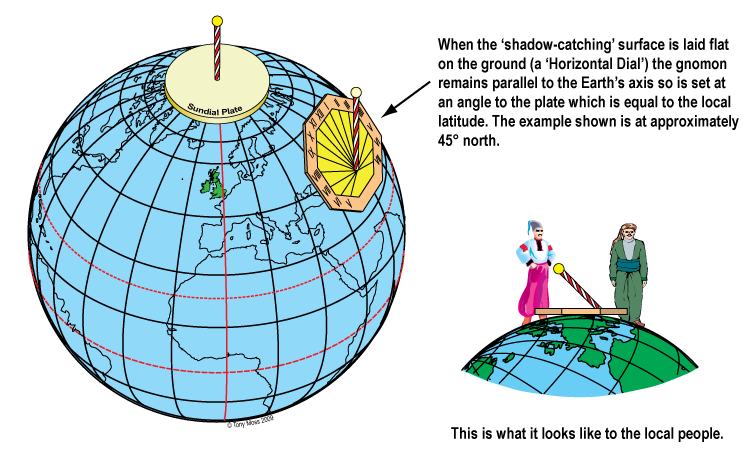 When the ‘shadow-catching’ surface is laid flat
on the ground (a ‘Horizontal Dial’) the gnomon
remains parallel to the Earth’s axis so is set at
an angle to the plate which is equal to the local
latitude. The example shown is at approximately
45° north.
Sundial Plate
This is what it looks like to the local people.
© Tony Moss 2009